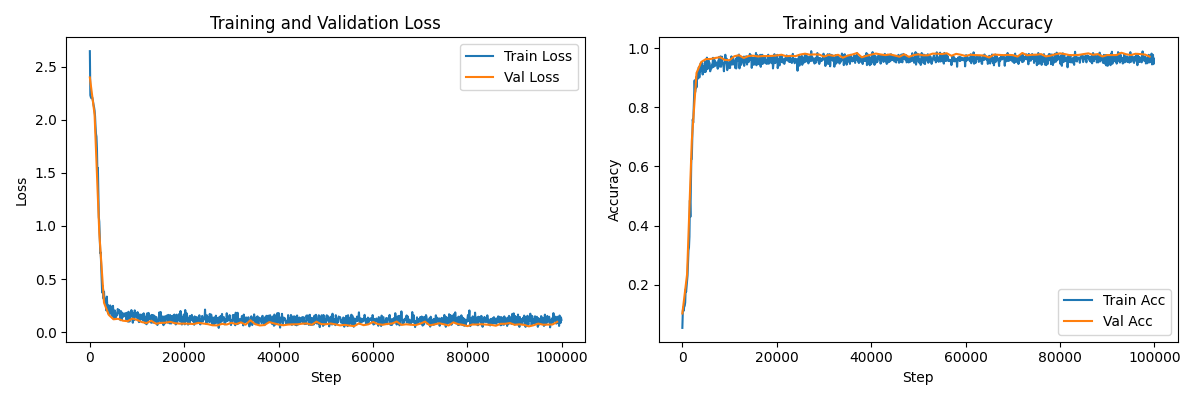 Training and Validation Loss
2.5
2.0
1.5
1.0
0.5
0.0
Loss
Train Loss
Val Loss
0 20000 40000 60000 80000 100000
Step
Training and Validation Accuracy
1.0
0.8
0.6
0.4
0.2
Accuracy
Train Acc
Val Acc
0 20000 40000 60000 80000 100000
Step